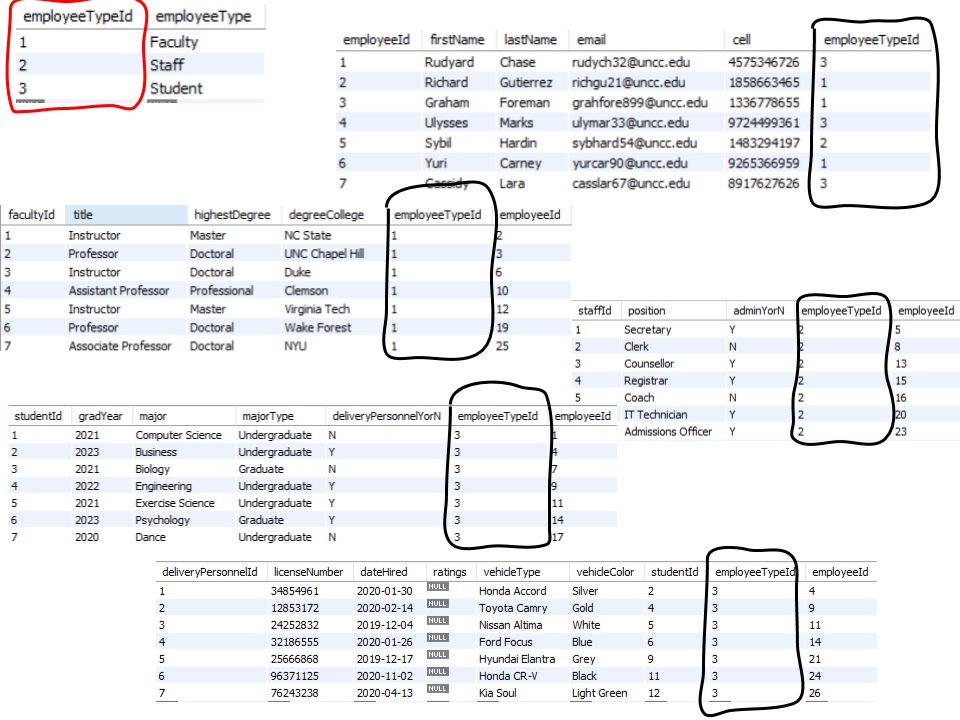 employeeTypeId employeeType
1 Faculty
2 Staff
3 Student
employeeId firstName lastName email cell employeeTypeId
1 Rudyard Chase rudych32@uncc.edu 4575346726 3
2 Richard Gutierrez richgu21@uncc.edu 1858663465 1
3 Graham Foreman grahfore899@uncc.edu 1336778655 1
4 Ulysses Marks ulymar33@uncc.edu 9724499361 3
5 Sybil Hardin sybhard54@uncc.edu 1483294197 2
6 Yuri Carney yurcar90@uncc.edu 9265366959 1
7 Cassidy Lara casslar67@uncc.edu 8917627626 3
facultyId title highestDegree degreeCollege employeeTypeId employeeId
1 Instructor Master NC State 1 2
2 Professor Doctoral UNC Chapel Hill 1 3
3 Instructor Doctoral Duke 1 6
4 Assistant Professor Professional Clemson 1 10
5 Instructor Master Virginia Tech 1 12
6 Professor Doctoral Wake Forest 1 19
7 Associate Professor Doctoral NYU 1 25
staffId position adminYorN employeeTypeId employeeId
1 Secretary Y 2 5
2 Clerk N 2 8
3 Counsellor Y 2 13
4 Registrar Y 2 15
5 Coach N 2 16
IT Technician Y 2 20
Admissions Officer Y 2 23
studentId gradYear major majorType deliveryPersonnelYorN employeeTypeId employeeId
1 2021 Computer Science Undergraduate N 3 1
2 2023 Business Undergraduate Y 3 4
3 2021 Biology Graduate N 3 7
4 2022 Engineering Undergraduate Y 3 9
5 2021 Exercise Science Undergraduate Y 3 11
6 2023 Psychology Graduate Y 3 14
7 2020 Dance Undergraduate N 3 17
deliveryPersonnelId licenseNumber dateHired ratings vehicleType vehicleColor studentId employeeTypeId employeeId
1 34854961 2020-01-30 NULL Honda Accord Silver 2 3 4
2 12853172 2020-02-14 NULL Toyota Camry Gold 4 3 9
3 24252832 2019-12-04 NULL Nissan Altima White 5 3 11
4 32186555 2020-01-26 NULL Ford Focus Blue 6 3 14
5 25666868 2019-12-17 NULL Hyundai Elantra Grey 9 3 21
6 96371125 2020-11-02 NULL Honda CR-V Black 11 3 24
7 76243238 2020-04-13 NULL Kia Soul Light Green 12 3 26